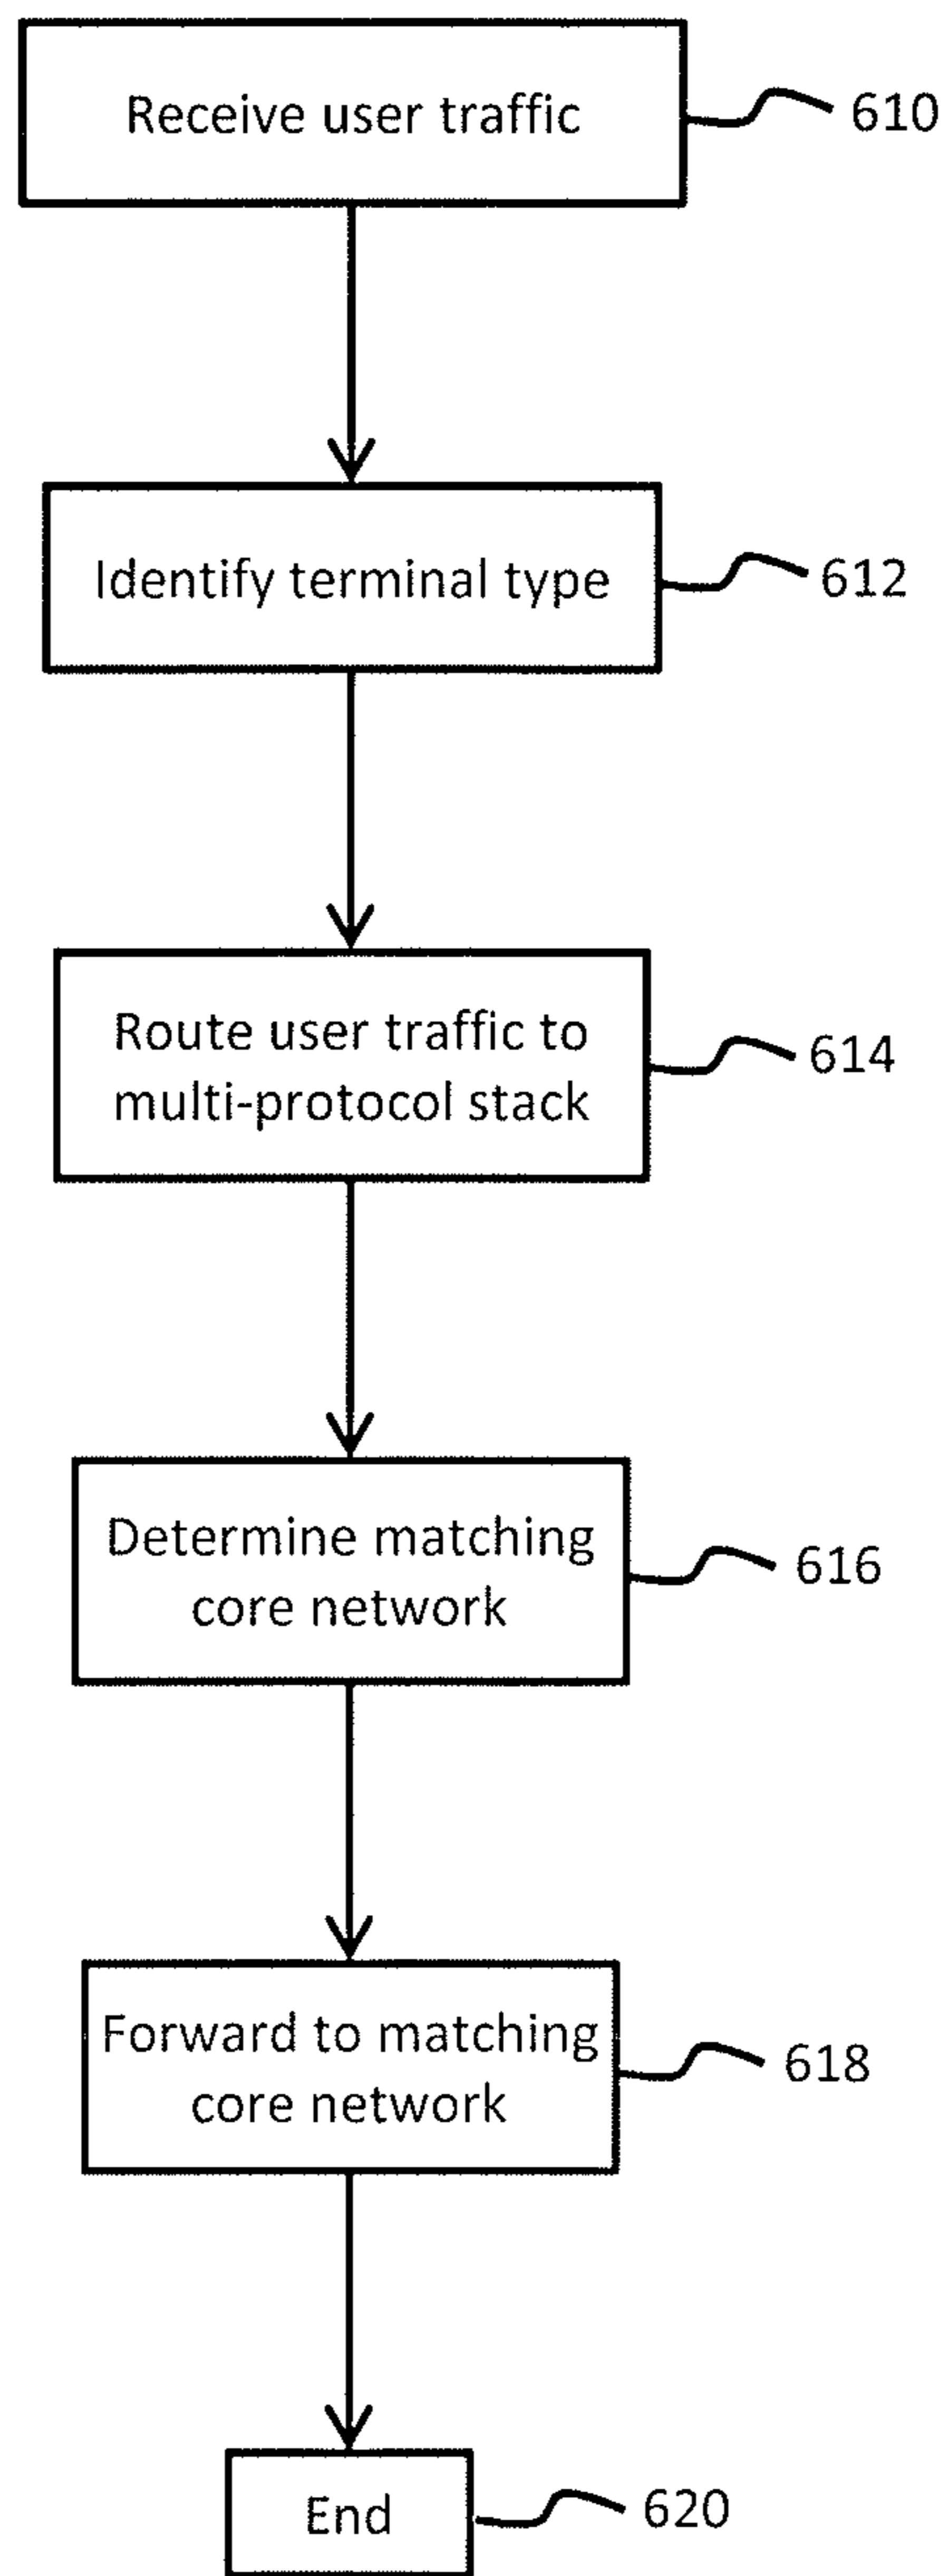 Receive user traffic
610
Identify terminal type
612
Route user traffic to
multi-protocol stack
614
Determine matching
core network
616
Forward to matching
core network
618
End
620